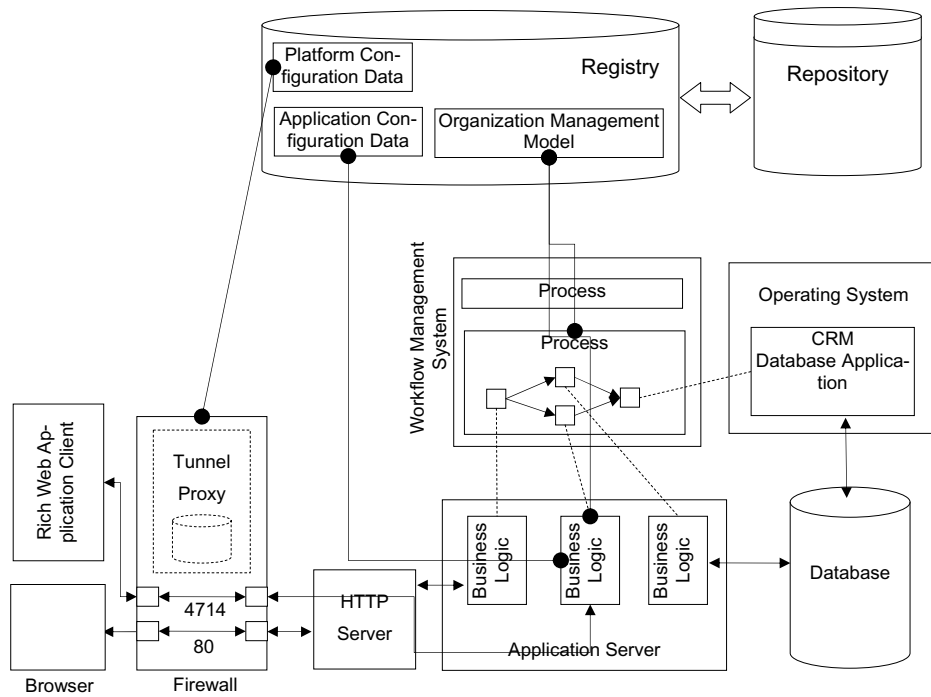 Platform Con-
figuration Data
Registry
Repository
Application Con-
figuration Data
Organization Management
Model
Workflow Management
System
Process
Process
Operating System
CRM
Database Applica-
tion
Rich Web Ap-
plication Client
Tunnel
Proxy
4714
80
Browser
Firewall
HTTP
Server
Business
Logic
Business
Logic
Business
Logic
Application Server
Database